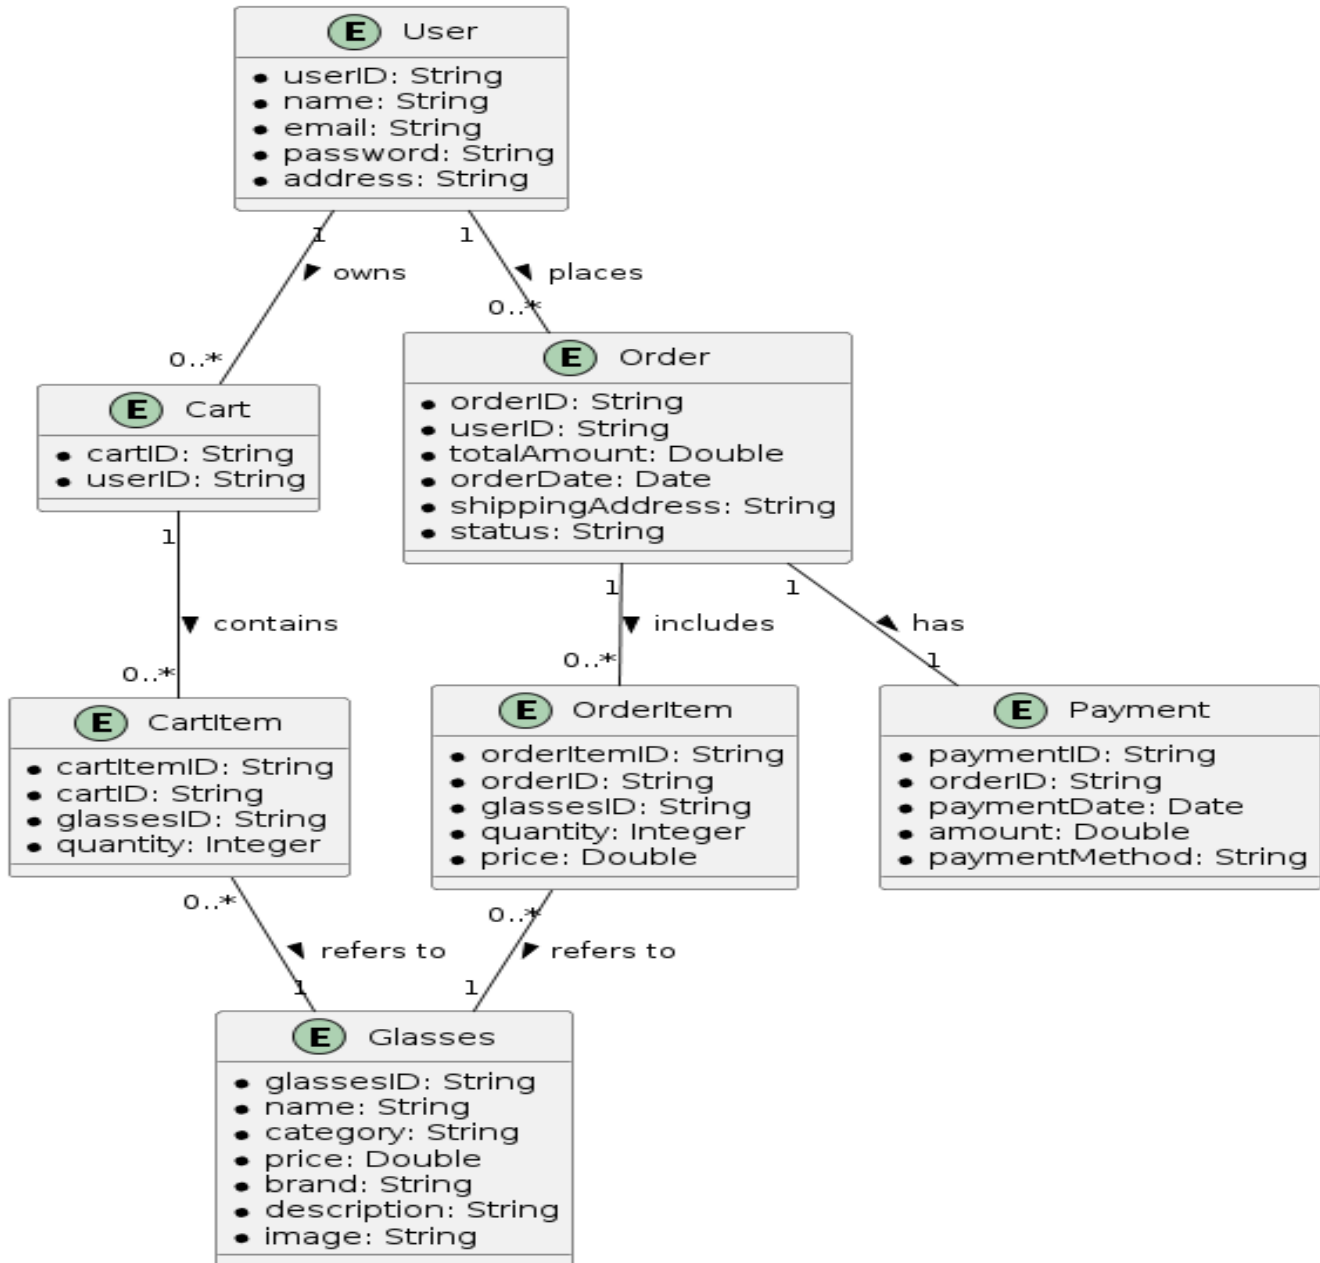 E User
userID: String
name: String
email: String
password: String
address: String
1
1
owns
places
0..*
0..*
E Order
orderID: String
userID: String
totalAmount: Double
orderDate: Date
shippingAddress: String
status: String
E Cart
cartID: String
userID: String
1
1
1
contains
includes
has
0..*
0..*
1
E CartItem
cartItemID: String
cartID: String
glassesID: String
quantity: Integer
E OrderItem
orderItemID: String
orderID: String
glassesID: String
quantity: Integer
price: Double
E Payment
paymentID: String
orderID: String
paymentDate: Date
amount: Double
paymentMethod: String
0..*
0..*
refers to
refers to
1
1
E Glasses
glassesID: String
name: String
category: String
price: Double
brand: String
description: String
image: String